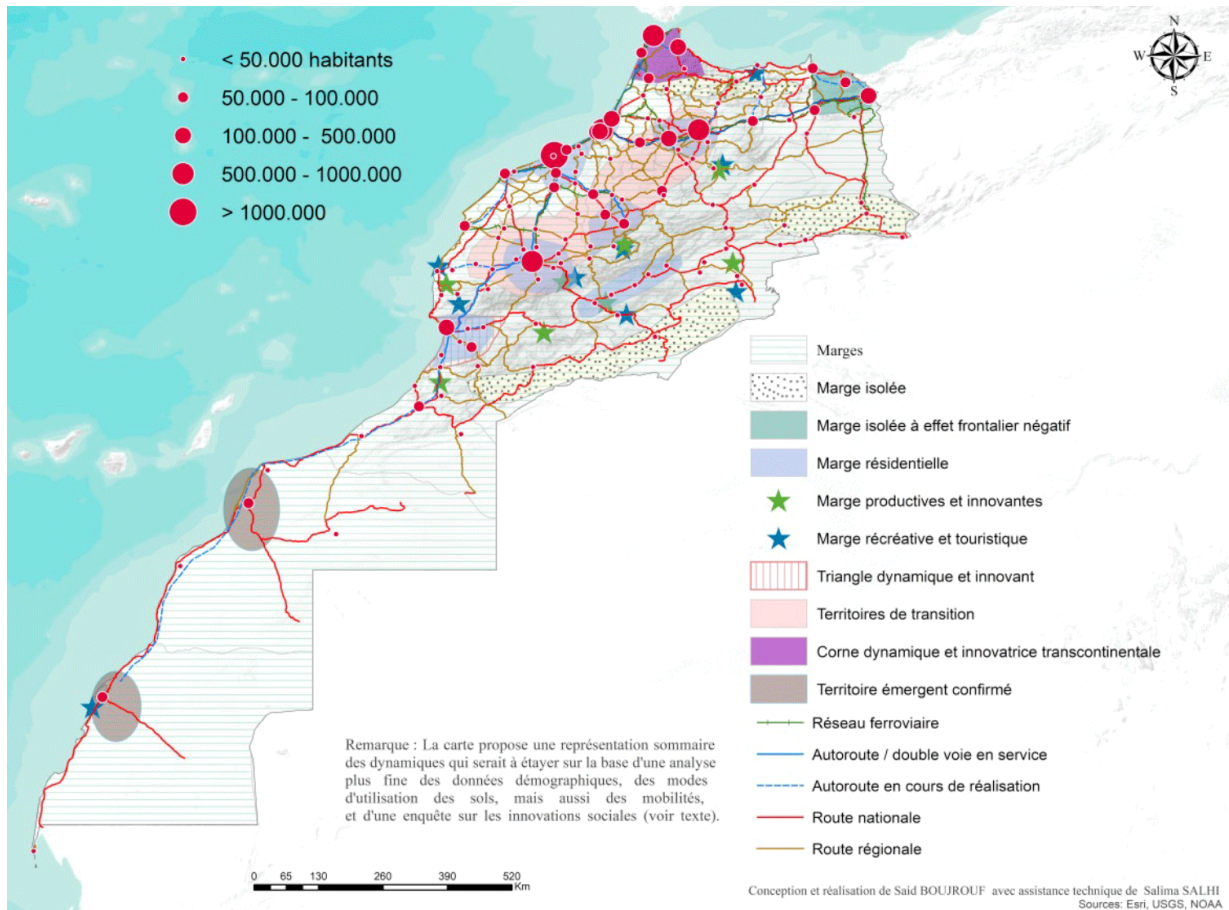 N
W
E
S
< 50.000 habitants
50.000 - 100.000
100.000 - 500.000
500.000 - 1000.000
> 1000.000
Marges
Marge isolée
Marge isolée à effet frontalier négatif
Marge résidentielle
Marge productives et innovantes
Marge récréative et touristique
Triangle dynamique et innovant
Territoires de transition
Corne dynamique et innovatrice transcontinentale
Territoire émergent confirmé
Réseau ferroviaire
Autoroute / double voie en service
Autoroute en cours de réalisation
Route nationale
Route régionale
Remarque : La carte propose une représentation sommaire
des dynamiques qui serait à étayer sur la base d'une analyse
plus fine des données démographiques, des modes
d'utilisation des sols, mais aussi des mobilités,
et d'une enquête sur les innovations sociales (voir texte).
0 65 130 260 390 520
Km
Conception et réalisation de Said BOUJROUF avec assistance technique de Salima SALHI
Sources: Esri, USGS, NOAA